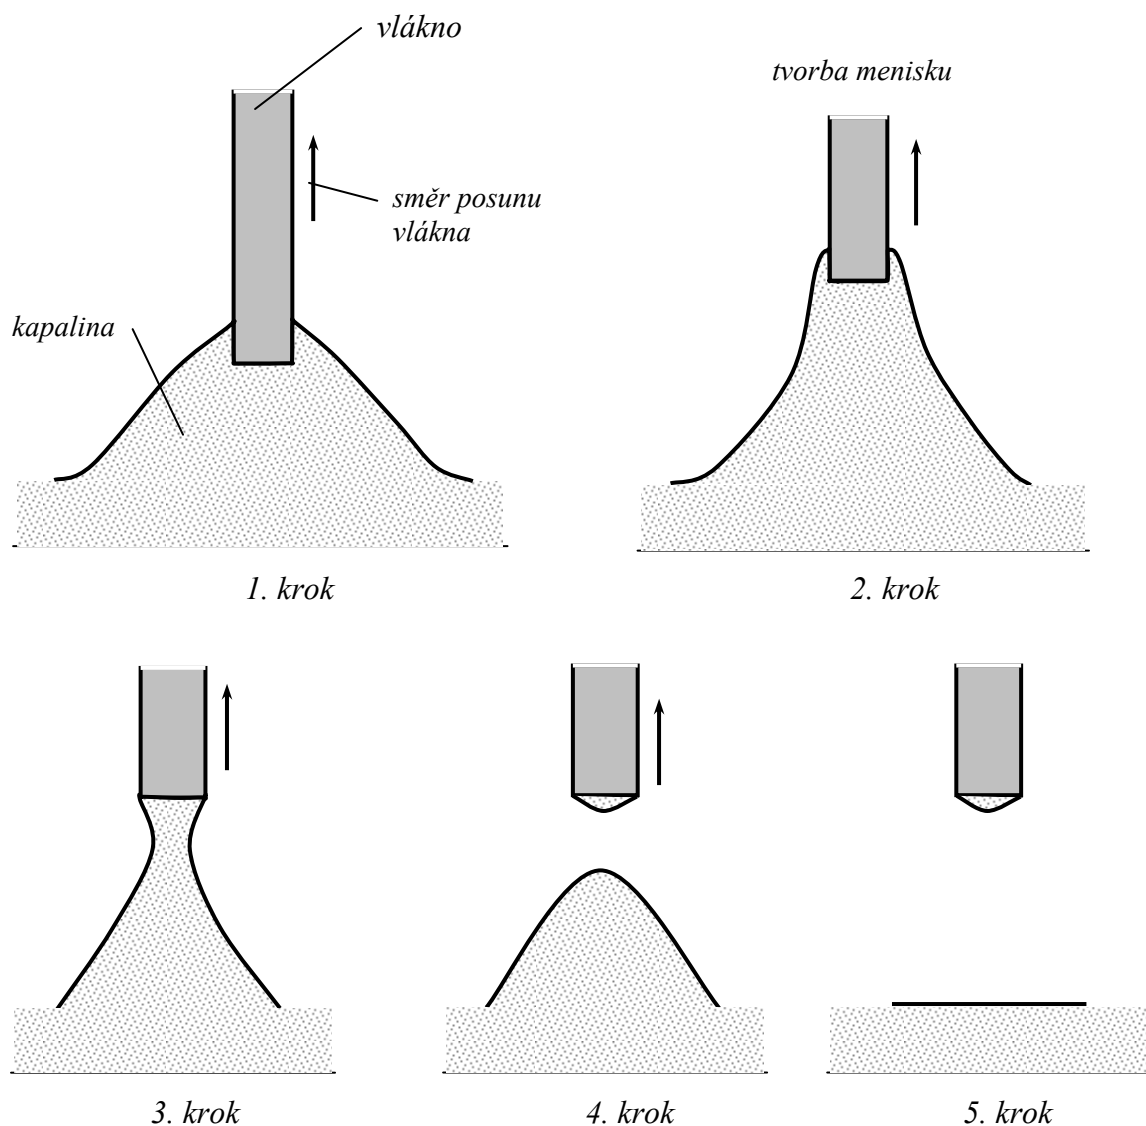 vlákno
tvorba menisku
směr posunu
vlákna
kapalina
1. krok
2. krok
3. krok
4. krok
5. krok